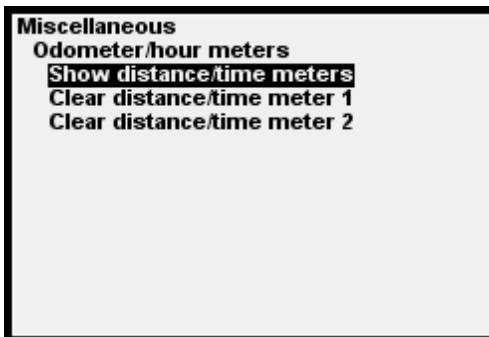 Miscellaneous
Odometer/hour meters
Show distance/time meters
Clear distance/time meter 1
Clear distance/time meter 2